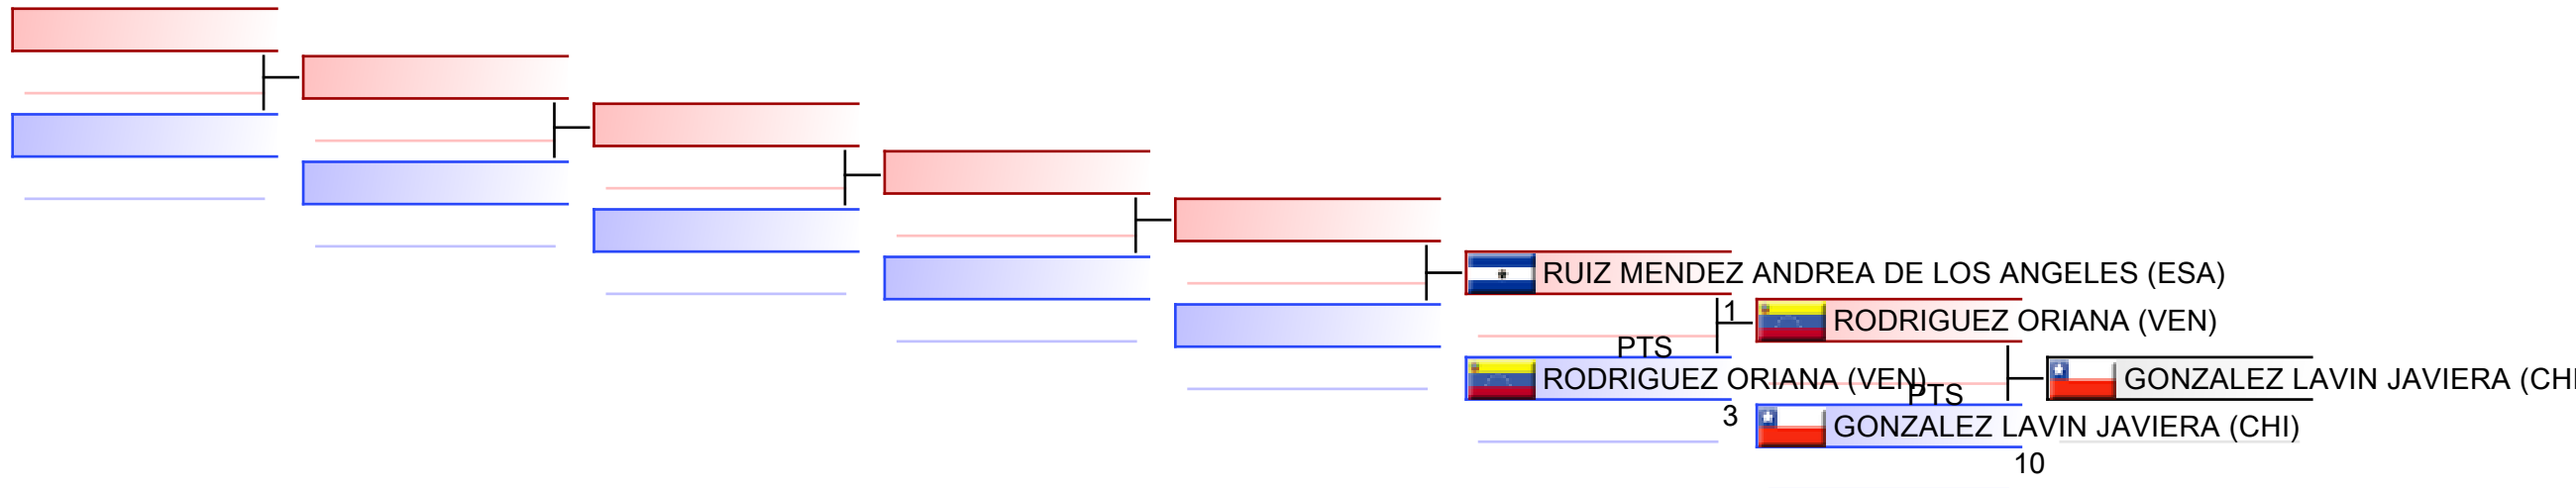 RUIZ MENDEZ ANDREA DE LOS ANGELES (ESA)
1
RODRIGUEZ ORIANA (VEN)
PTS
RODRIGUEZ ORIANA (VEN)
PTS
GONZALEZ LAVIN JAVIERA (CHI
3
GONZALEZ LAVIN JAVIERA (CHI)
10